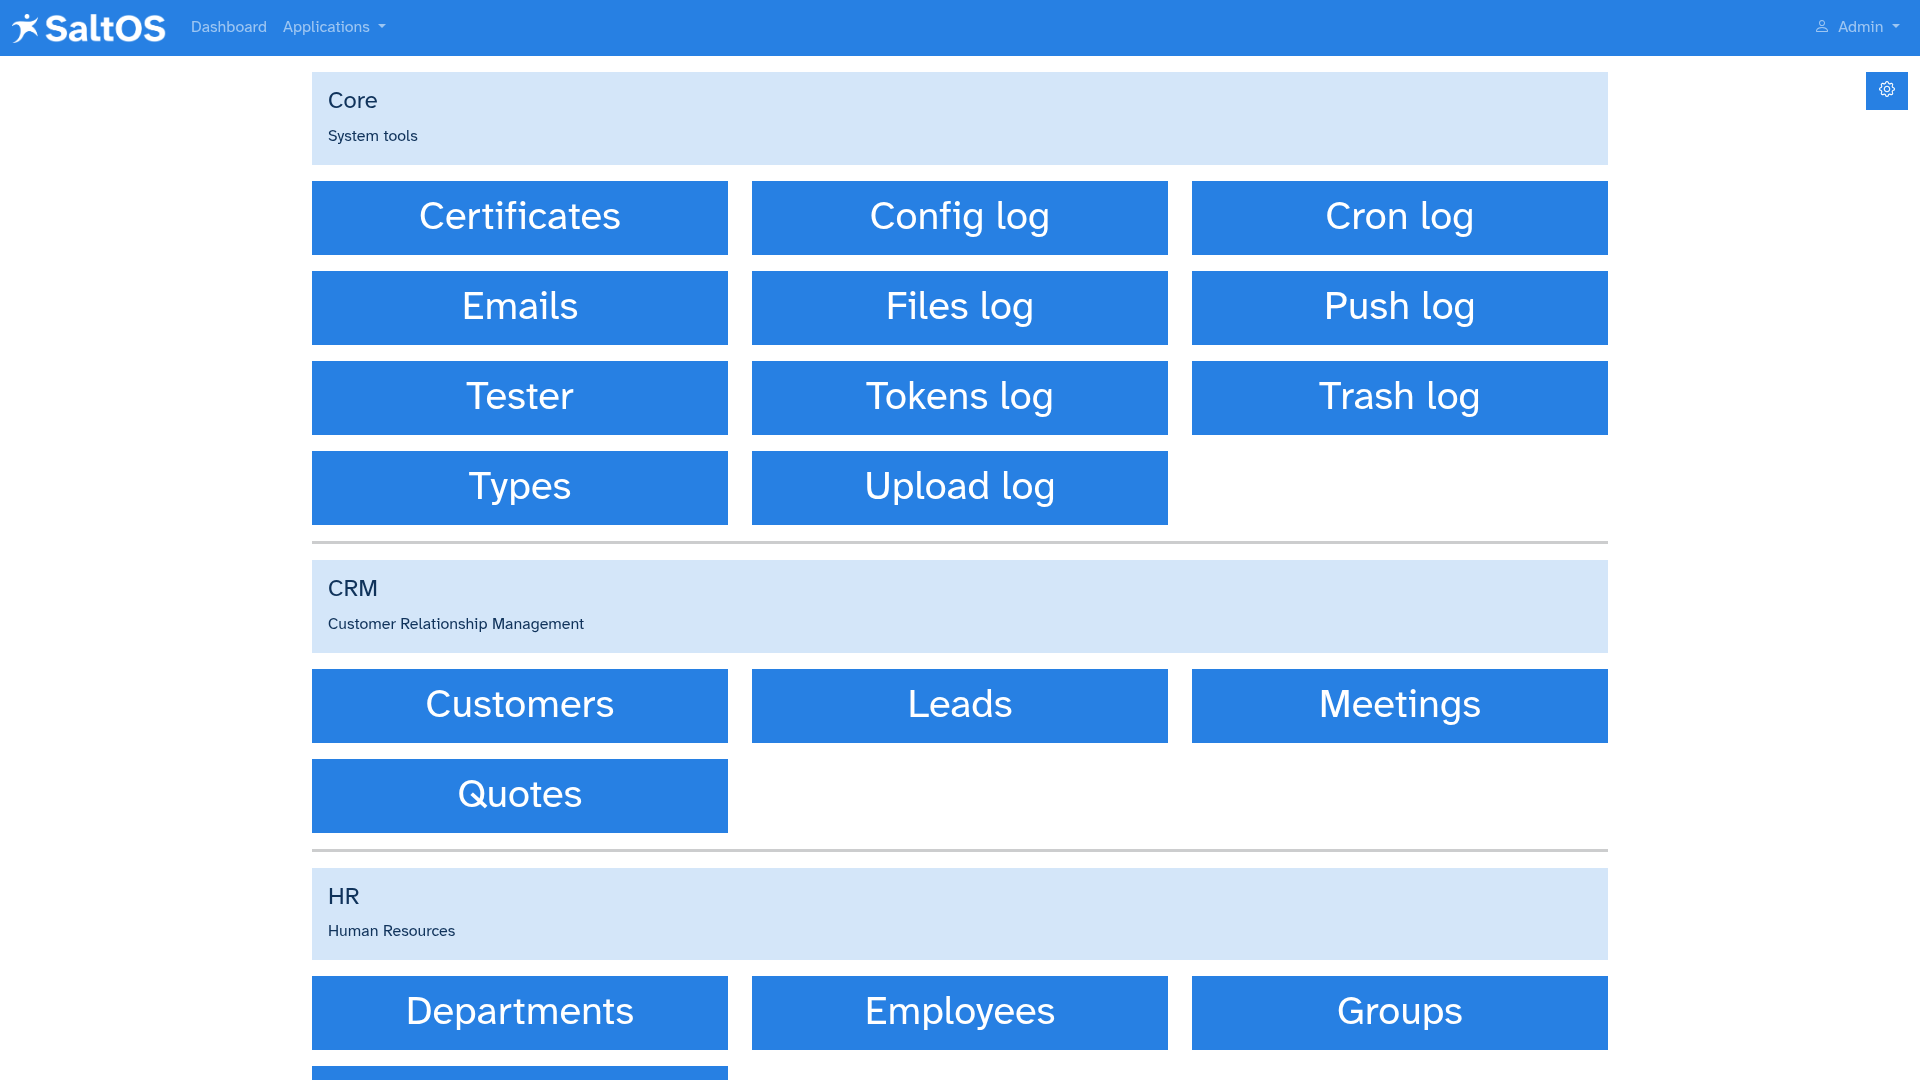 SaltOS Dashboard Applications Admin
Core
System tools
Certificates Config log Cron log
Emails Files log Push log
Tester Tokens log Trash log
Types Upload log
CRM
Customer Relationship Management
Customers Leads Meetings
Quotes
HR
Human Resources
Departments Employees Groups